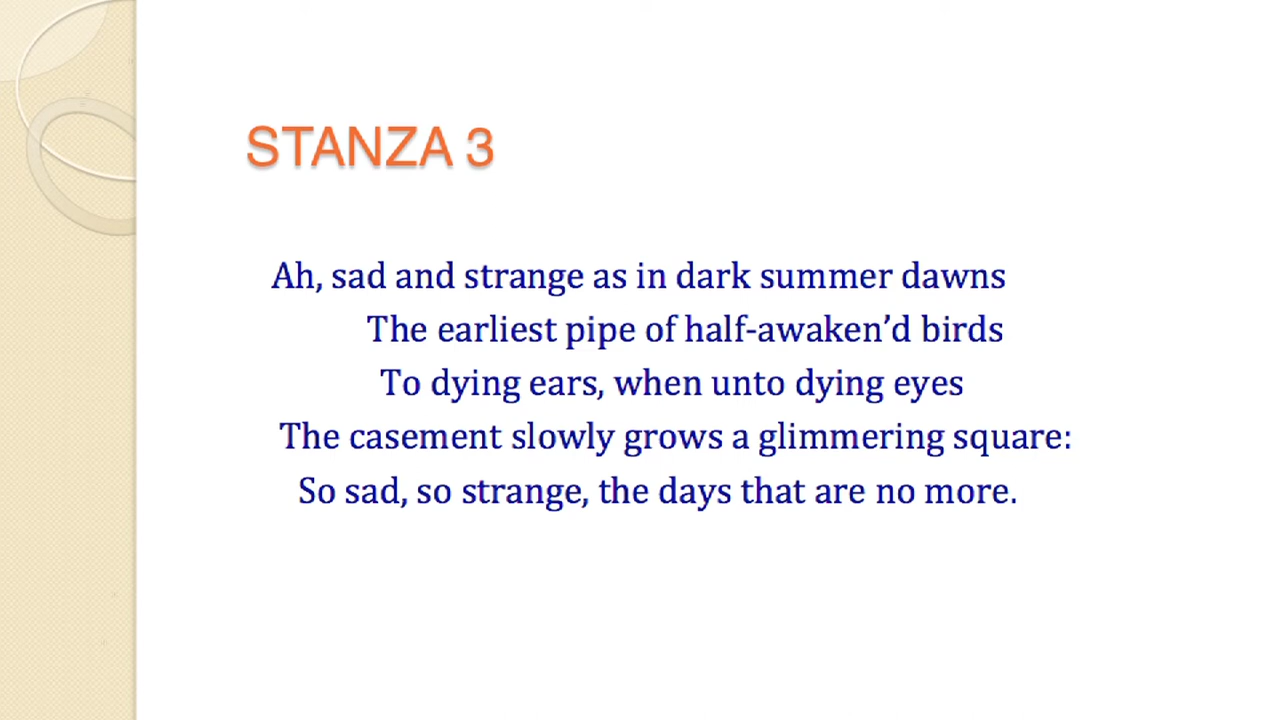 STANZA 3
Ah, sad and strange as in dark summer dawns
The earliest pipe of half-awaken’d birds
To dying ears, when unto dying eyes
The casement slowly grows a glimmering square:
So sad, so strange, the days that are no more.